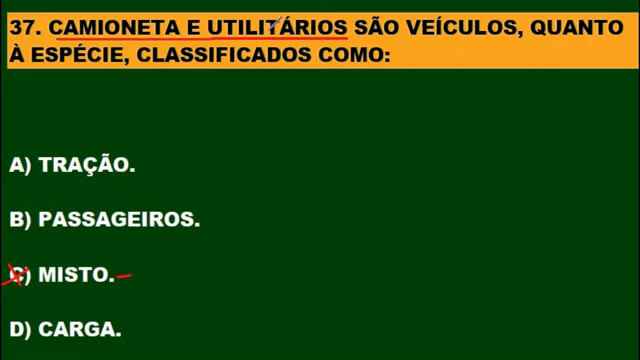 37. CAMIONETA E UTILITÁRIOS SÃO VEÍCULOS, QUANTO
À ESPÉCIE, CLASSIFICADOS COMO:
A) TRAÇÃO.
B) PASSAGEIROS.
C) MISTO.
D) CARGA.